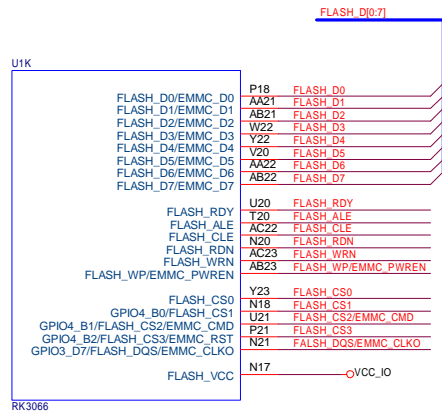 FLASH_D[0:7]
U1K
FLASH_D0/EMMC_D0 P18 FLASH_D0
FLASH_D1/EMMC_D1 AA21 FLASH_D1
FLASH_D2/EMMC_D2 AB21 FLASH_D2
FLASH_D3/EMMC_D3 W22 FLASH_D3
FLASH_D4/EMMC_D4 Y22 FLASH_D4
FLASH_D5/EMMC_D5 V20 FLASH_D5
FLASH_D6/EMMC_D6 AA22 FLASH_D6
FLASH_D7/EMMC_D7 AB22 FLASH_D7
FLASH_RDY U20 FLASH_RDY
FLASH_ALE T20 FLASH_ALE
FLASH_CLE AC22 FLASH_CLE
FLASH_RDN N20 FLASH_RDN
FLASH_WRN AC23 FLASH_WRN
FLASH_WP/EMMC_PWREN AB23 FLASH_WP/EMMC_PWREN
FLASH_CS0 Y23 FLASH_CS0
GPIO4_B0/FLASH_CS1 N18 FLASH_CS1
GPIO4_B1/FLASH_CS2/EMMC_CMD U21 FLASH_CS2/EMMC_CMD
GPIO4_B2/FLASH_CS3/EMMC_RST P21 FLASH_CS3
GPIO3_D7/FLASH_DQS/EMMC_CLKO N21 FALSH_DQS/EMMC_CLKO
FLASH_VCC N17 VCC_IO
RK3066